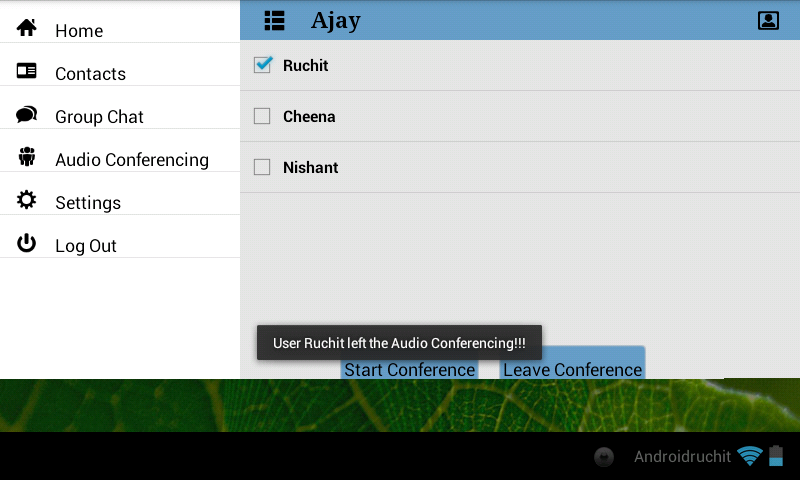 Home
Contacts
Group Chat
Audio Conferencing
Settings
Log Out
Ajay
Ruchit
Cheena
Nishant
User Ruchit left the Audio Conferencing!!!
Start Conference
Leave Conference
Androidruchit